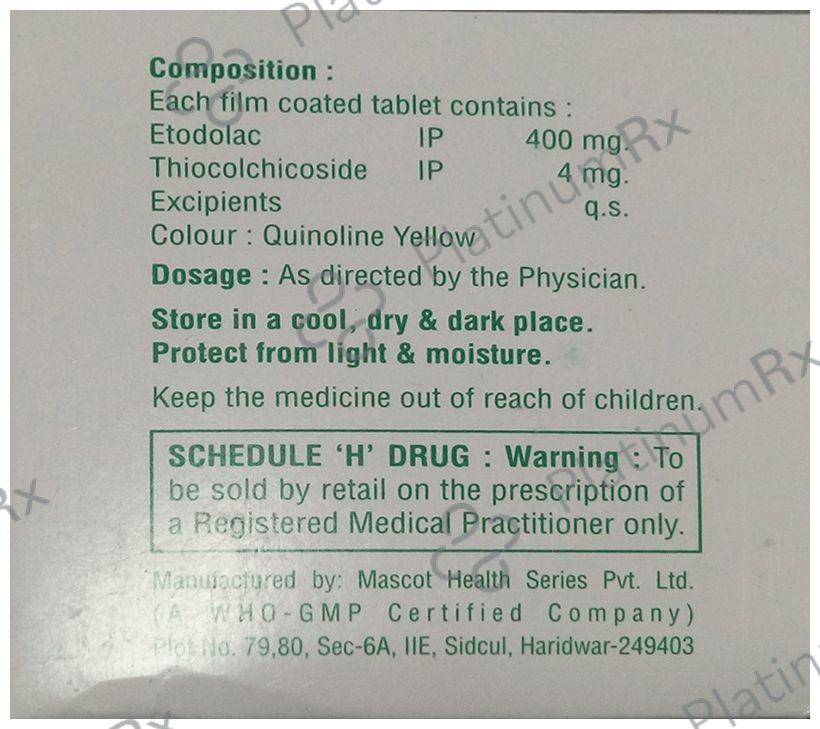 Composition :
Each film coated tablet contains :
Etodolac IP 400 mg.
Thiocolchicoside IP 4 mg.
Excipients q.s.
Colour : Quinoline Yellow
Dosage : As directed by the Physician.
Store in a cool, dry & dark place.
Protect from light & moisture.
Keep the medicine out of reach of children.
SCHEDULE ‘H’ DRUG : Warning : To
be sold by retail on the prescription of
a Registered Medical Practitioner only.
Manufactured by: Mascot Health Series Pvt. Ltd.
(A WHO-GMP Certified Company)
Plot No. 79,80, Sec-6A, IIE, Sidcul, Haridwar-249403
PlatinumRx
PlatinumRx